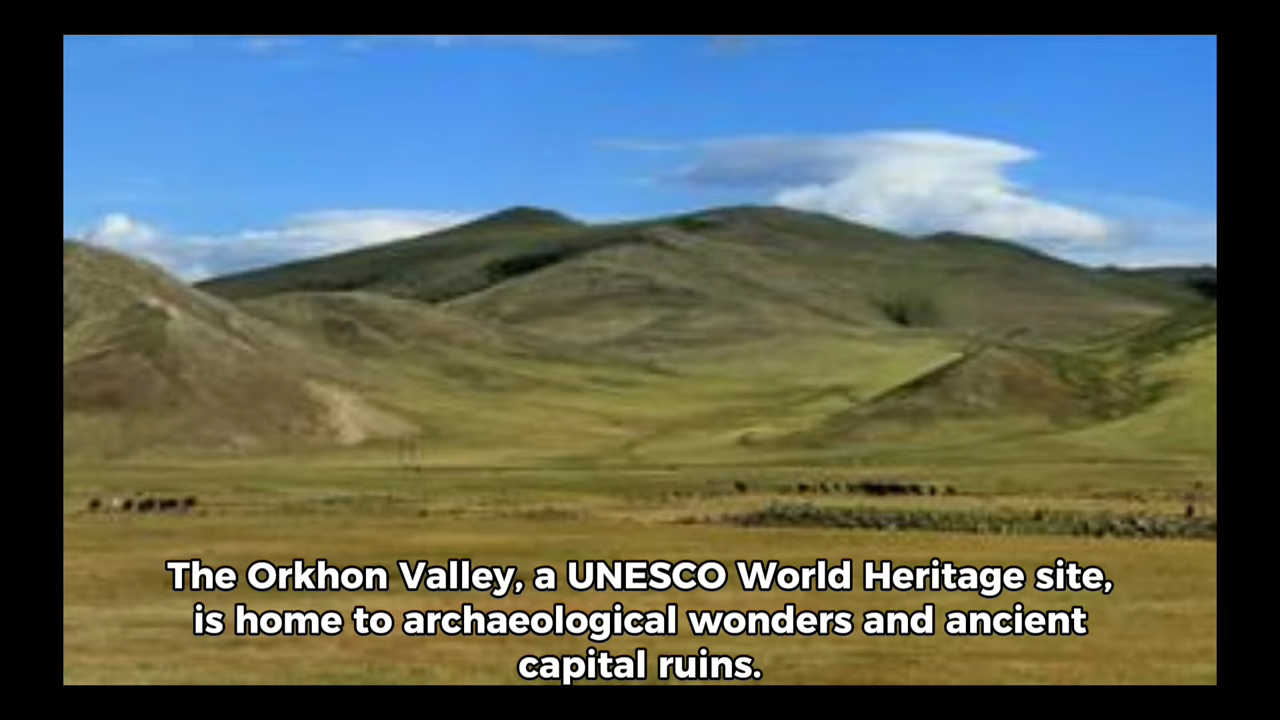 The Orkhon Valley, a UNESCO World Heritage site,
is home to archaeological wonders and ancient
capital ruins.